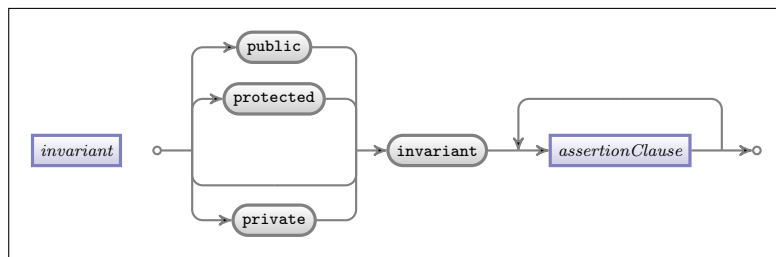 public
protected
invariant
invariant
assertionClause
private